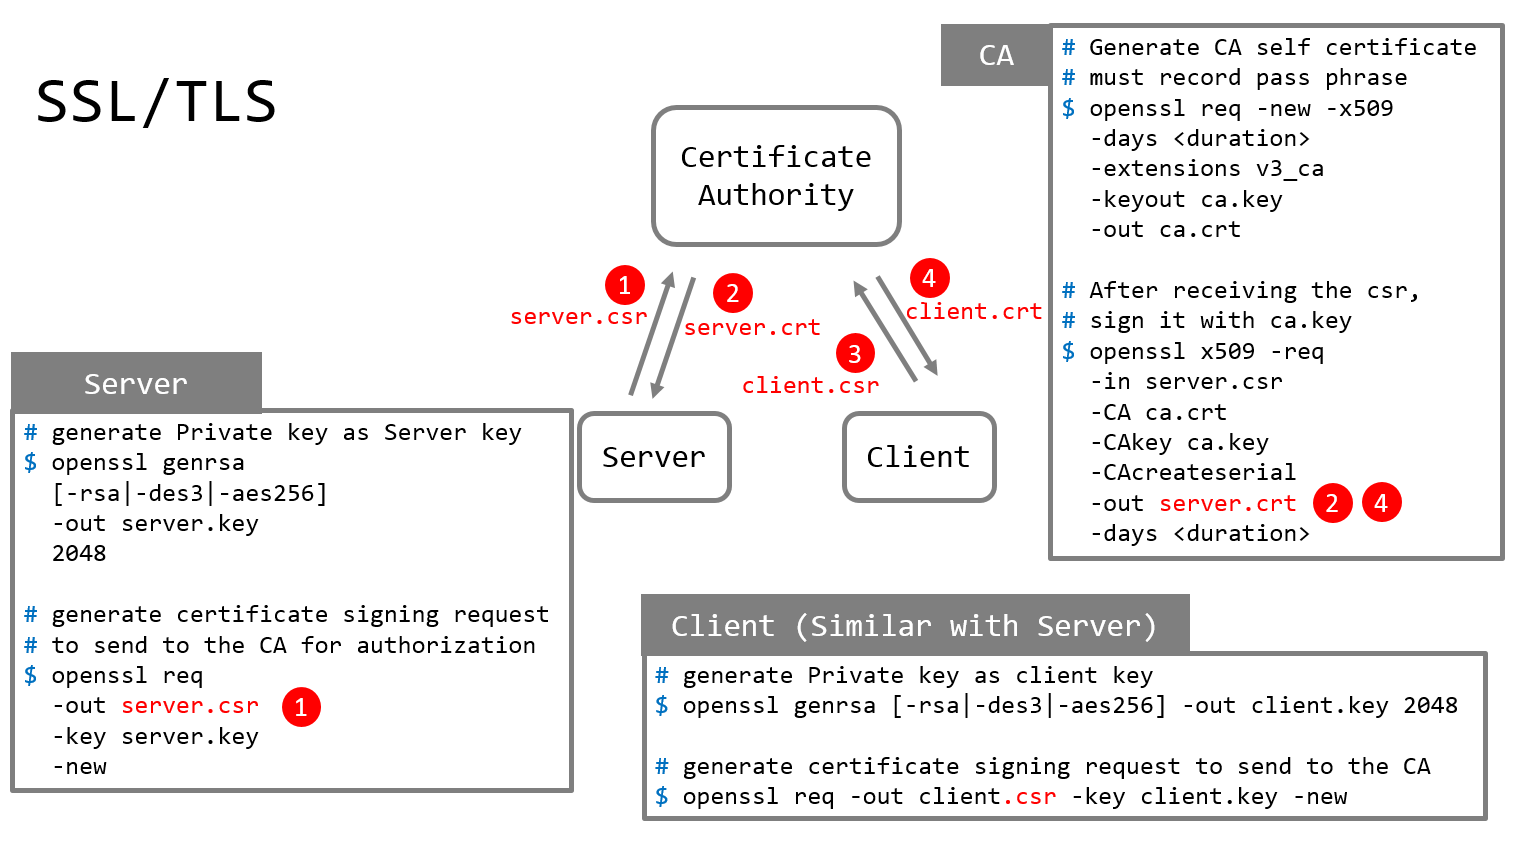 SSL/TLS
CA
# Generate CA self certificate
# must record pass phrase
$ openssl req -new -x509
-days <duration>
-extensions v3_ca
-keyout ca.key
-out ca.crt
# After receiving the csr,
# sign it with ca.key
$ openssl x509 -req
-in server.csr
-CA ca.crt
-CAkey ca.key
-CAcreateserial
-out server.crt 2 4
-days <duration>
Certificate
Authority
1
server.csr
2
server.crt
3
client.csr
4
client.crt
Server
Client
Server
# generate Private key as Server key
$ openssl genrsa
[-rsa|-des3|-aes256]
-out server.key
2048
# generate certificate signing request
# to send to the CA for authorization
$ openssl req
-out server.csr 1
-key server.key
-new
Client (Similar with Server)
# generate Private key as client key
$ openssl genrsa [-rsa|-des3|-aes256] -out client.key 2048
# generate certificate signing request to send to the CA
$ openssl req -out client.csr -key client.key -new